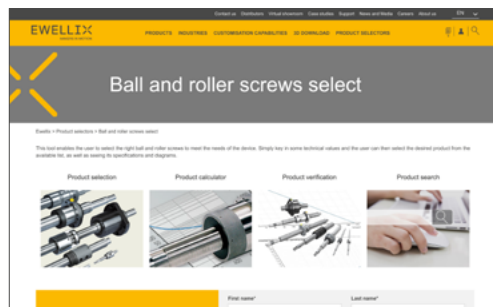 Contact us Distributors Virtual showroom Case studies Support News and Media Careers About us EN
EWELLIX
PRODUCTS INDUSTRIES CUSTOMISATION CAPABILITIES 3D DOWNLOAD PRODUCT SELECTORS
Ball and roller screws select
Ewellix > Product selectors > Ball and roller screws select
This tool enables the user to select the right ball and roller screws to meet the needs of the device. Simply key in some technical values and the user can then select the desired product from the
available list, as well as seeing its specifications and diagrams.
Product selection Product calculator Product verification Product search
First name* Last name*